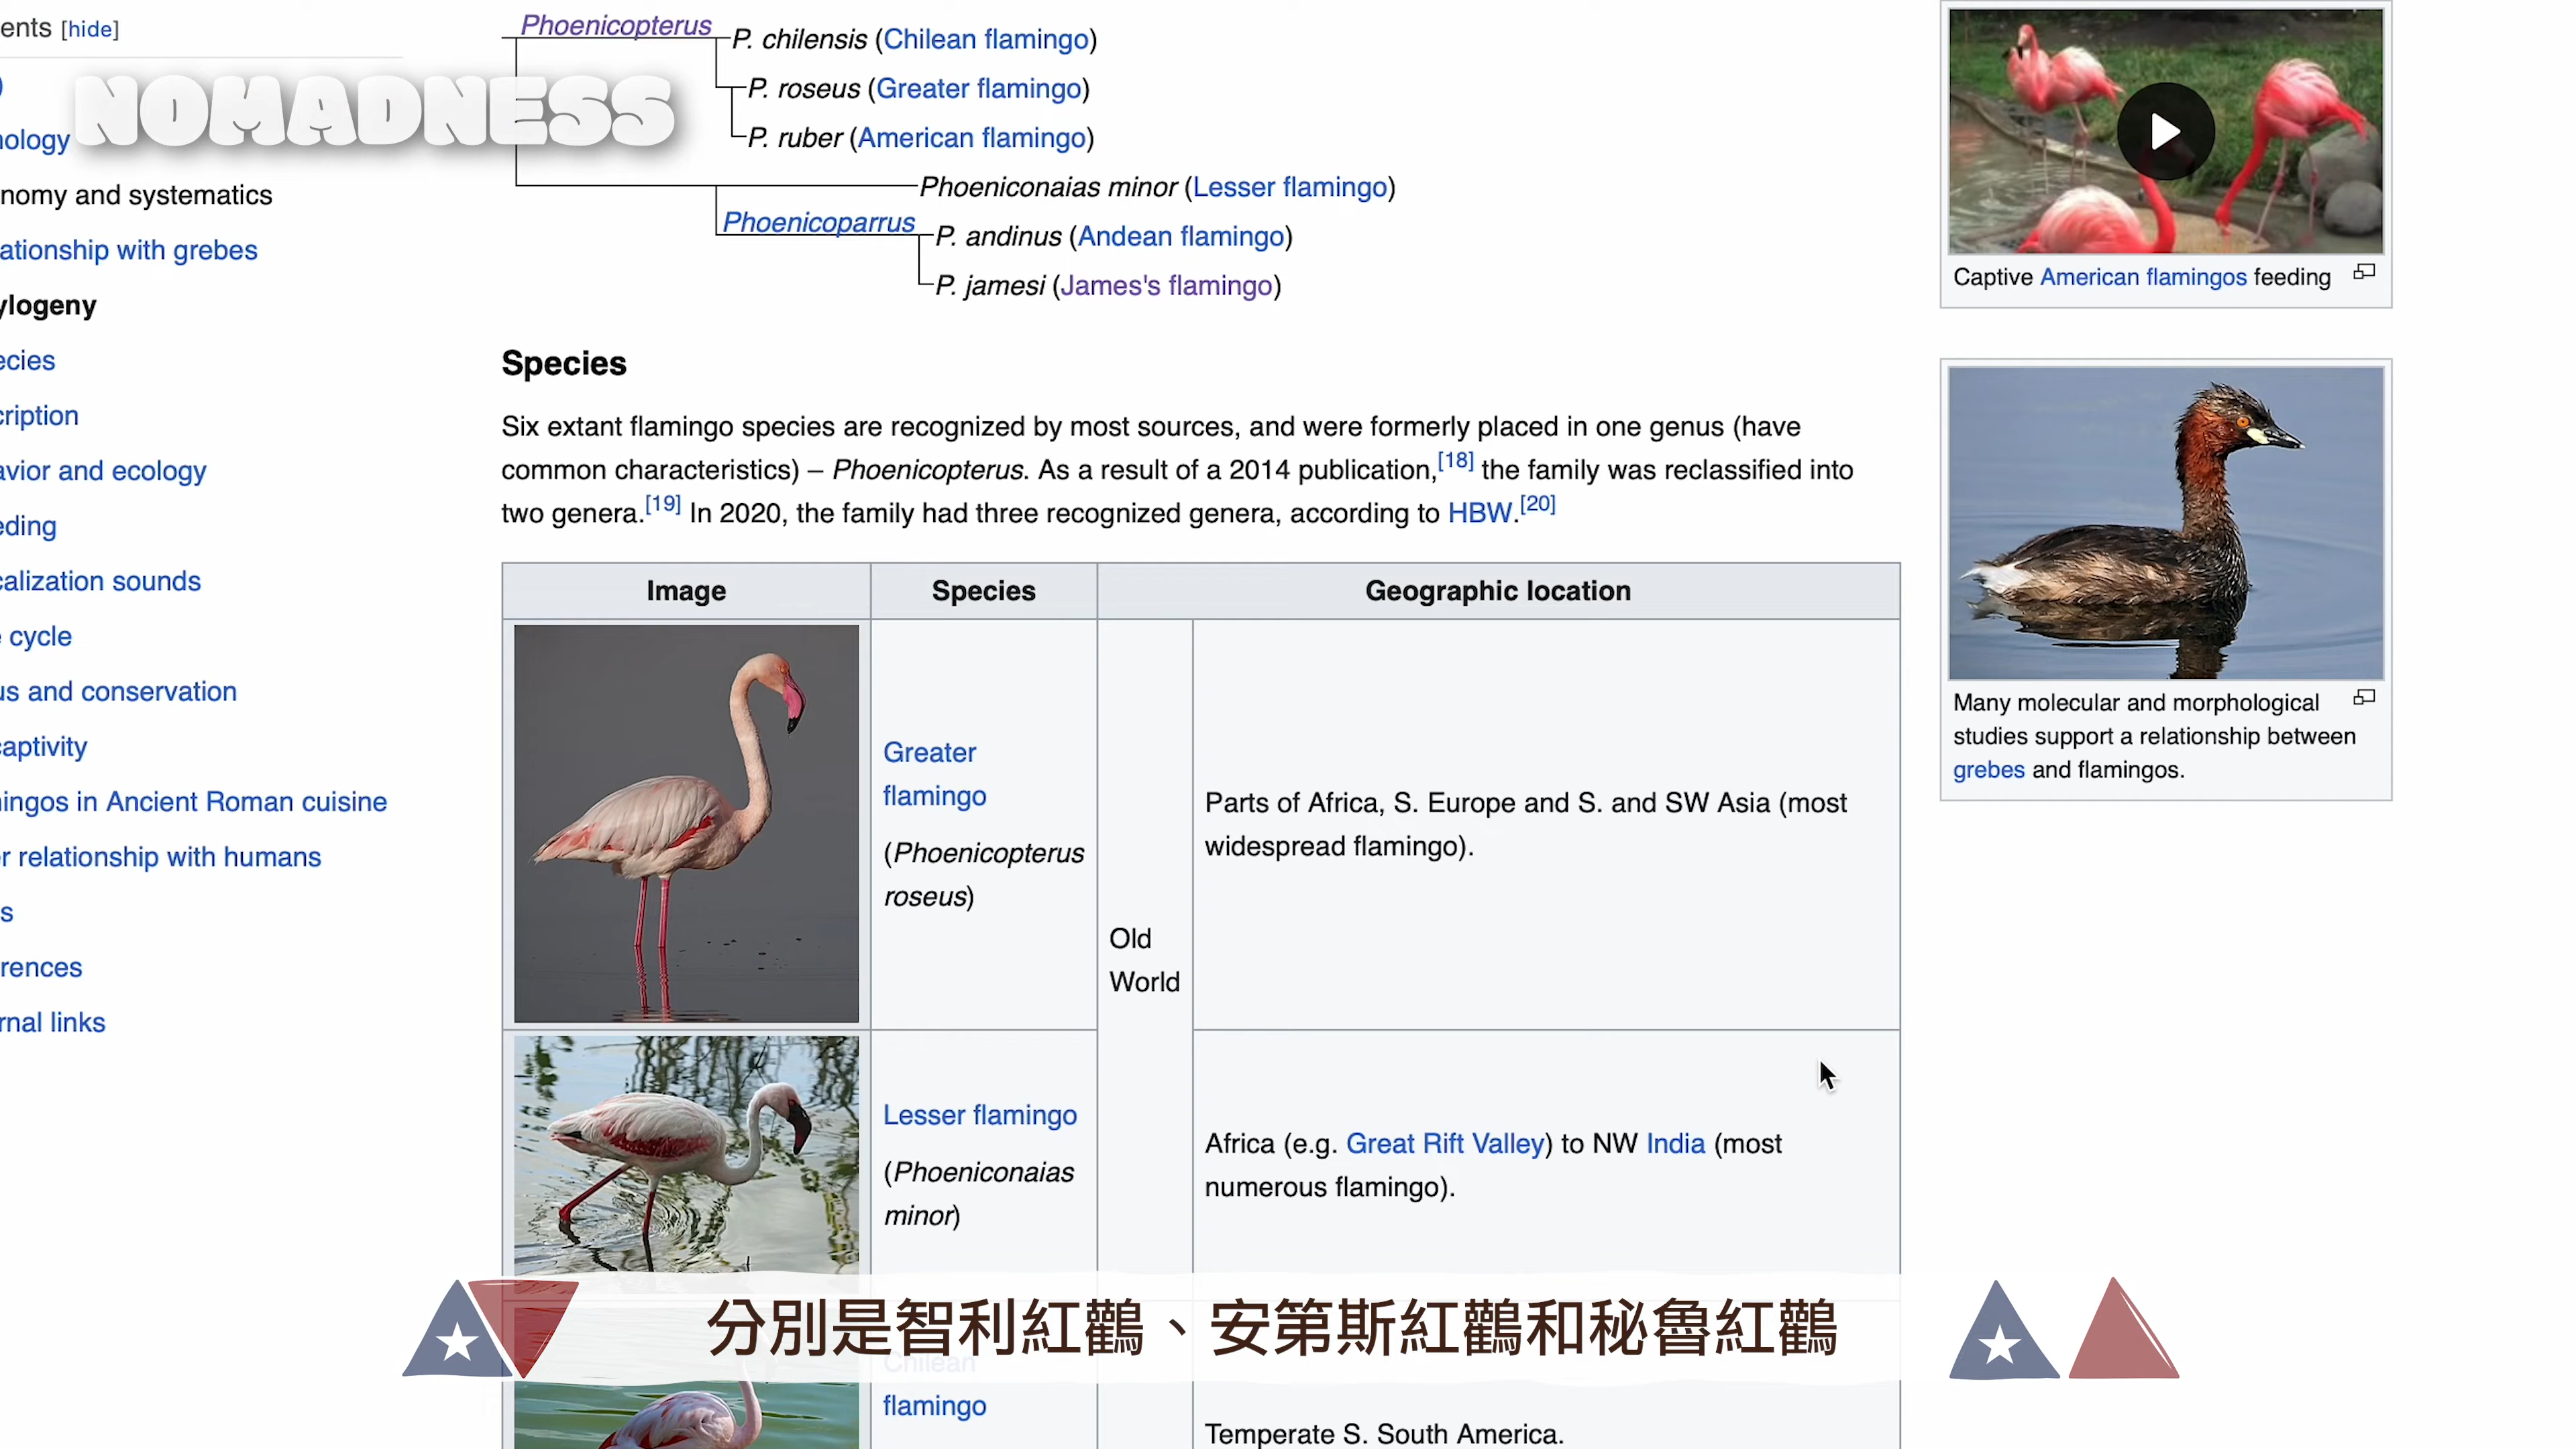 ents [hide]
nology
nomy and systematics
ationship with grebes
ylogeny
ecies
cription
avior and ecology
eding
calization sounds
e cycle
us and conservation
captivity
mingos in Ancient Roman cuisine
r relationship with humans
s
rences
rnal links
NOMADNESS
Phoenicopterus
P. chilensis (Chilean flamingo)
P. roseus (Greater flamingo)
P. ruber (American flamingo)
Phoeniconaias minor (Lesser flamingo)
Phoenicoparrus
P. andinus (Andean flamingo)
P. jamesi (James's flamingo)
Species
Six extant flamingo species are recognized by most sources, and were formerly placed in one genus (have
common characteristics) – Phoenicopterus. As a result of a 2014 publication,[18] the family was reclassified into
two genera.[19] In 2020, the family had three recognized genera, according to HBW.[20]
Image Species Geographic location
Greater
flamingo
(Phoenicopterus
roseus)
Old
World
Parts of Africa, S. Europe and S. and SW Asia (most
widespread flamingo).
Lesser flamingo
(Phoeniconaias
minor)
Africa (e.g. Great Rift Valley) to NW India (most
numerous flamingo).
Chilean
flamingo
Temperate S. South America.
Captive American flamingos feeding
Many molecular and morphological
studies support a relationship between
grebes and flamingos.
分別是智利紅鸛、安第斯紅鸛和秘魯紅鸛